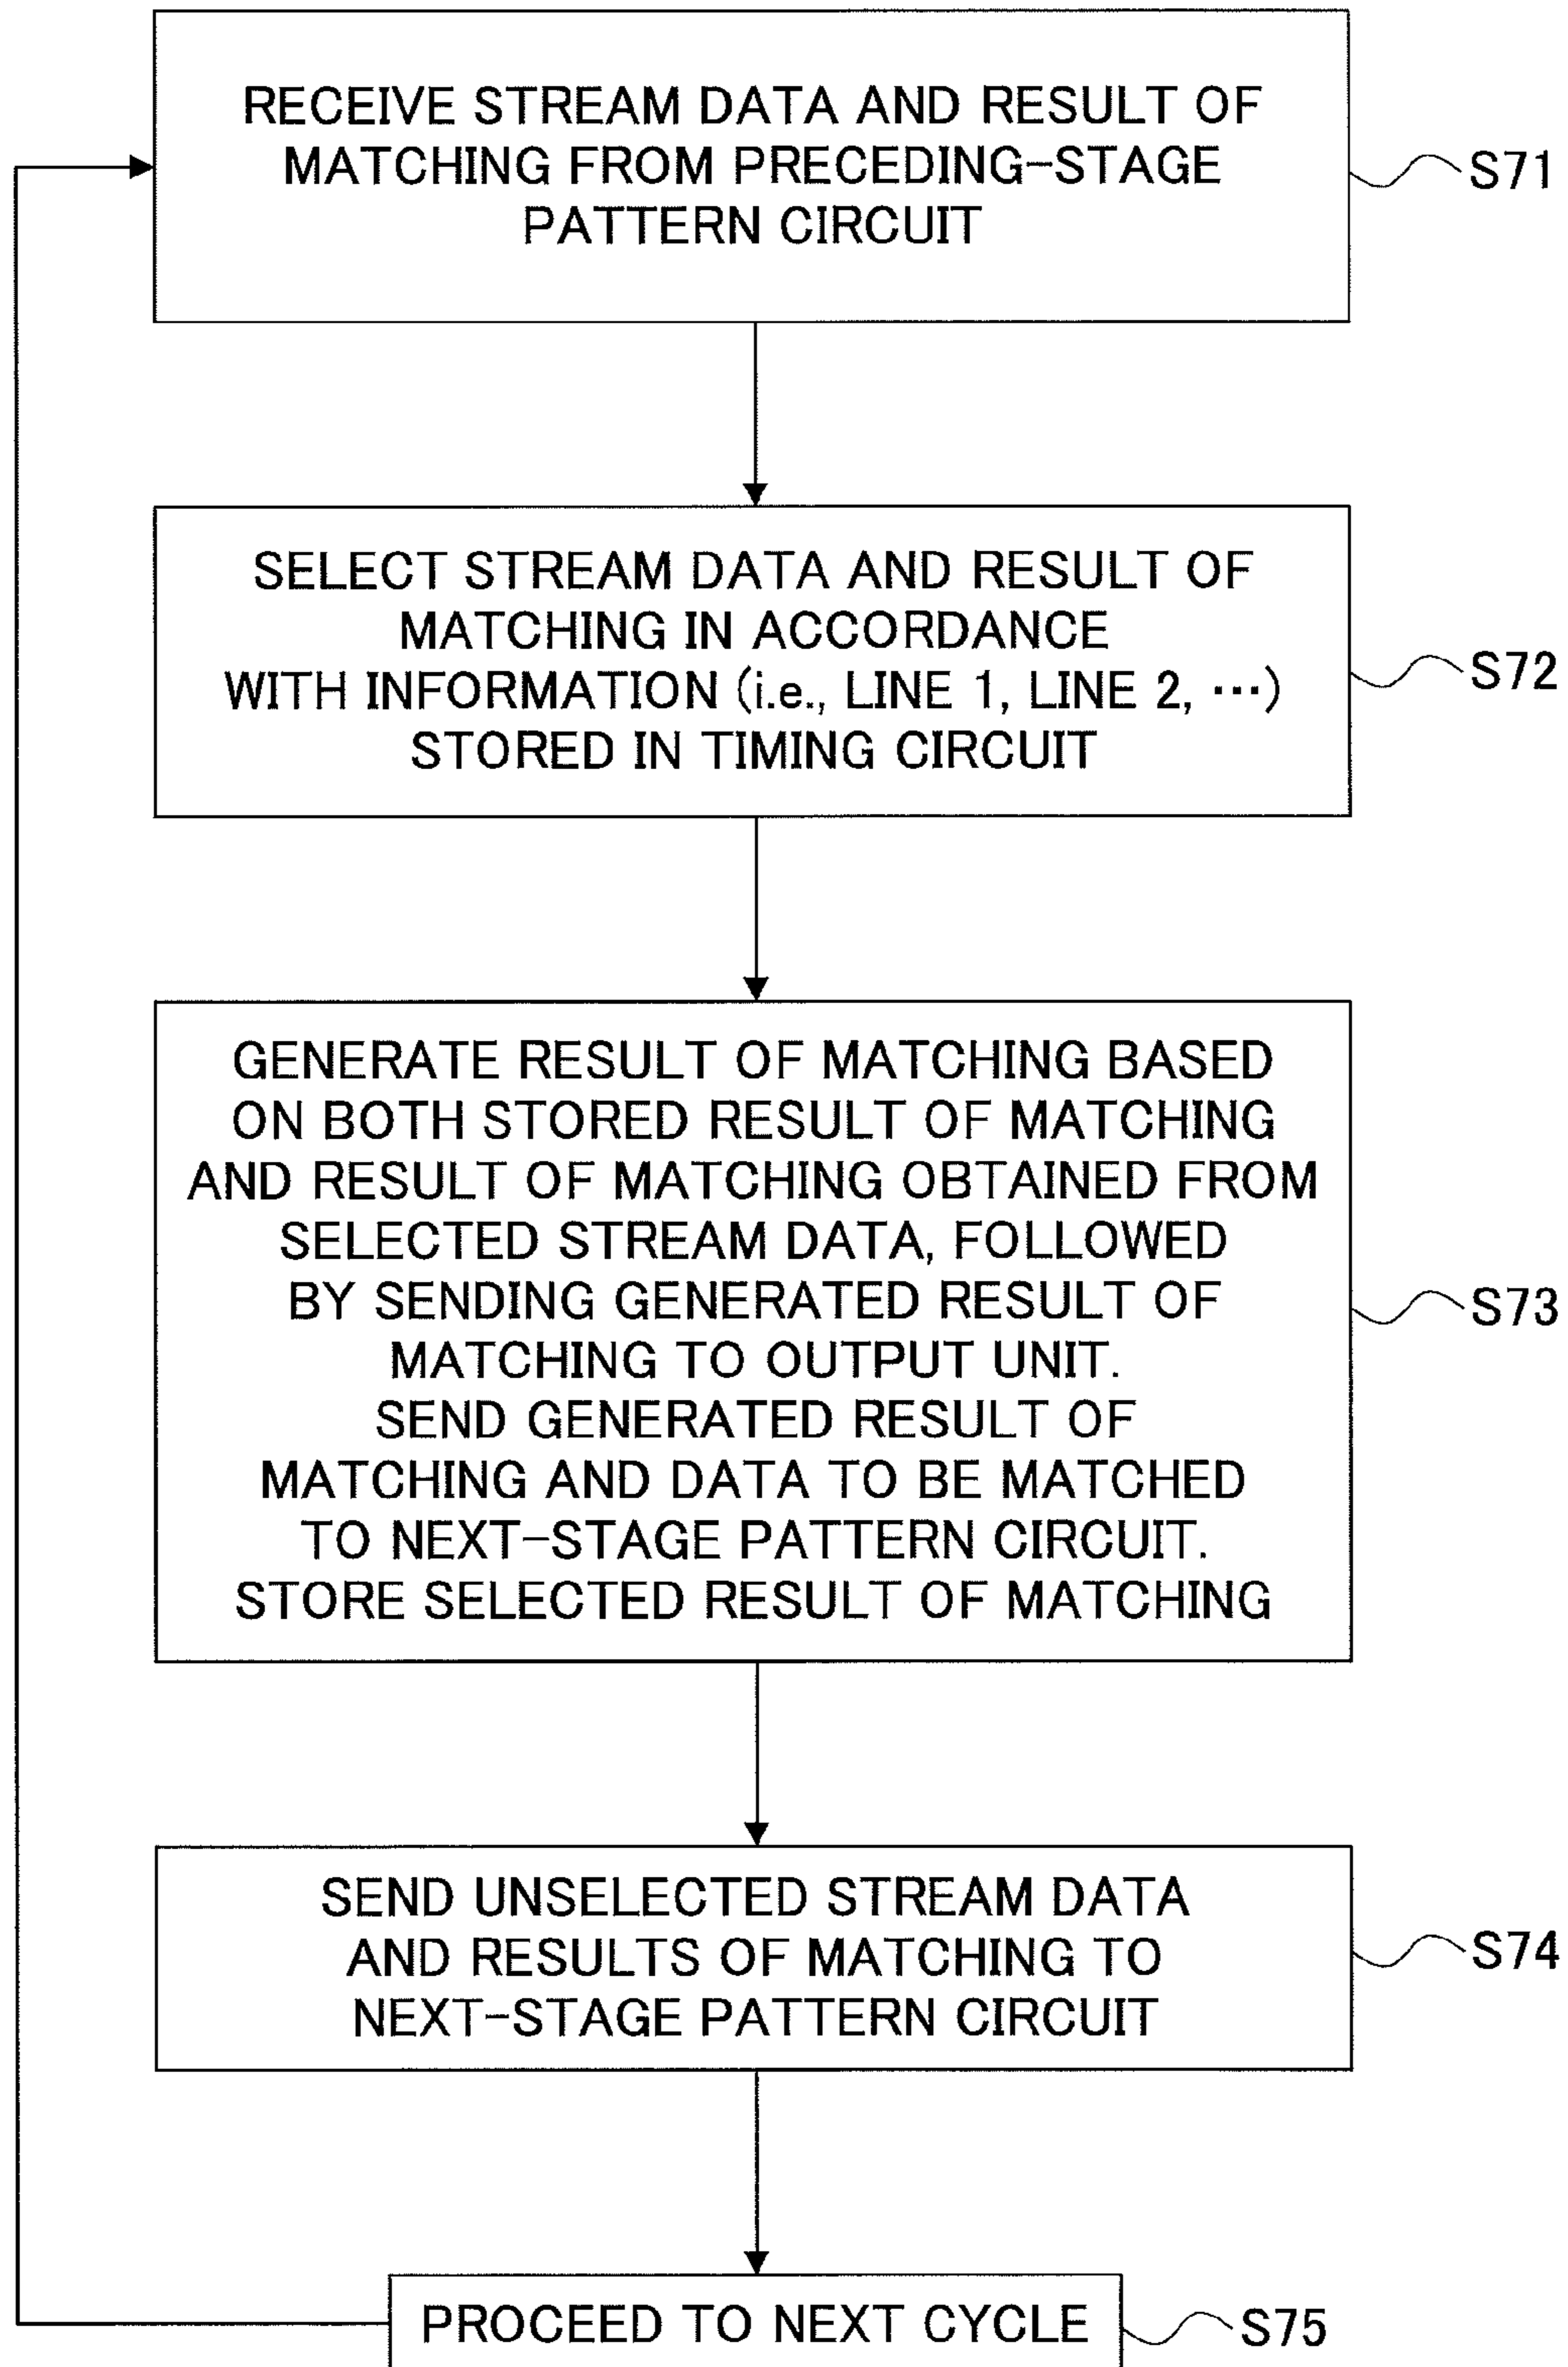 RECEIVE STREAM DATA AND RESULT OF
MATCHING FROM PRECEDING-STAGE
PATTERN CIRCUIT
S71
SELECT STREAM DATA AND RESULT OF
MATCHING IN ACCORDANCE
WITH INFORMATION (i.e., LINE 1, LINE 2, ···)
STORED IN TIMING CIRCUIT
S72
GENERATE RESULT OF MATCHING BASED
ON BOTH STORED RESULT OF MATCHING
AND RESULT OF MATCHING OBTAINED FROM
SELECTED STREAM DATA, FOLLOWED
BY SENDING GENERATED RESULT OF
MATCHING TO OUTPUT UNIT.
SEND GENERATED RESULT OF
MATCHING AND DATA TO BE MATCHED
TO NEXT-STAGE PATTERN CIRCUIT.
STORE SELECTED RESULT OF MATCHING
S73
SEND UNSELECTED STREAM DATA
AND RESULTS OF MATCHING TO
NEXT-STAGE PATTERN CIRCUIT
S74
PROCEED TO NEXT CYCLE
S75